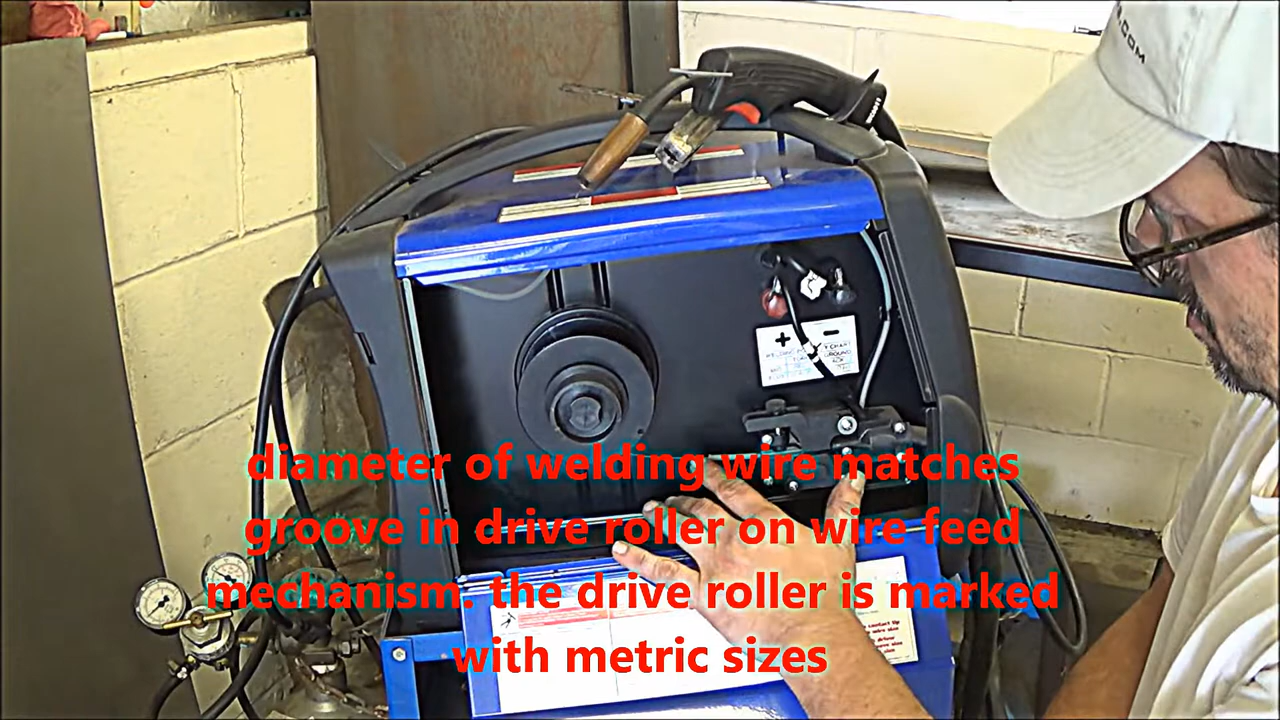 .COM
+ -
diameter of welding wire matches
groove in drive roller on wire feed
mechanism. the drive roller is marked
with metric sizes